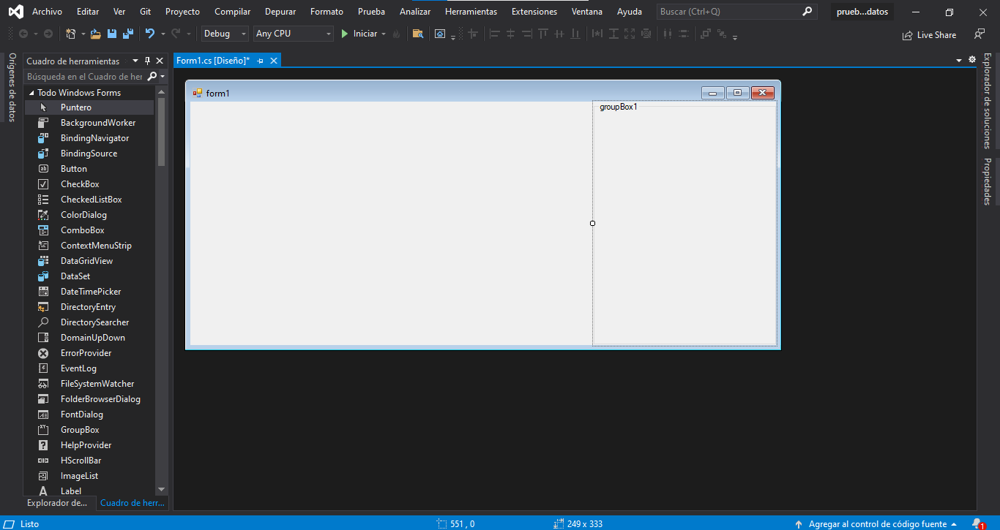 Archivo Editar Ver Git Proyecto Compilar Depurar Formato Prueba Analizar Herramientas Extensiones Ventana Ayuda Buscar (Ctrl+Q) prueb...datos
Debug Any CPU Iniciar Live Share
Orígenes de datos
Cuadro de herramientas
Búsqueda en el Cuadro de her
Todo Windows Forms
Puntero
BackgroundWorker
BindingNavigator
BindingSource
Button
CheckBox
CheckedListBox
ColorDialog
ComboBox
ContextMenuStrip
DataGridView
DataSet
DateTimePicker
DirectoryEntry
DirectorySearcher
DomainUpDown
ErrorProvider
EventLog
FileSystemWatcher
FolderBrowserDialog
FontDialog
GroupBox
HelpProvider
HScrollBar
ImageList
Label
Explorador de... Cuadro de herr...
Form1.cs [Diseño]*
form1
groupBox1
Explorador de soluciones
Propiedades
Listo 551 , 0 249 x 333 Agregar al control de código fuente 1